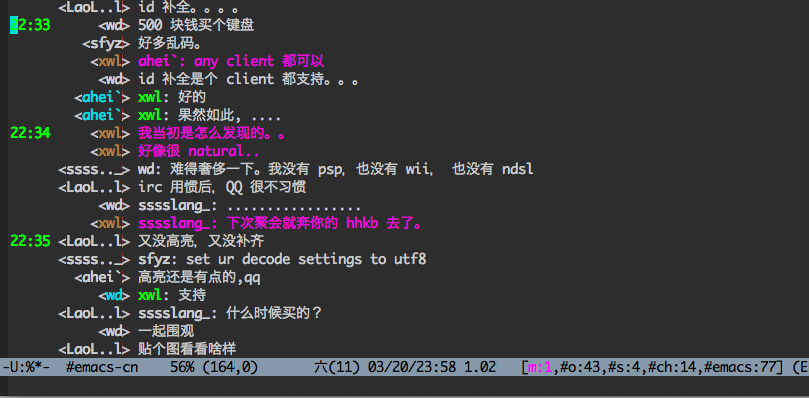 <LaoL..l> id 补全。。。。
22:33 <wd> 500 块钱买个键盘
<sfyz> 好多乱码。
<xwl> ahei`: any client 都可以
<wd> id 补全是个 client 都支持。。。
<ahei`> xwl: 好的
<ahei`> xwl: 果然如此, ....
22:34 <xwl> 我当初是怎么发现的。。
<xwl> 好像很 natural..
<ssss.._> wd: 难得奢侈一下。我没有 psp, 也没有 wii, 也没有 ndsl
<LaoL..l> irc 用惯后, QQ 很不习惯
<wd> sssslang_: .................
<xwl> sssslang_: 下次聚会就奔你的 hhkb 去了。
22:35 <LaoL..l> 又没高亮, 又没补齐
<ssss.._> sfyz: set ur decode settings to utf8
<ahei`> 高亮还是有点的,qq
<wd> xwl: 支持
<LaoL..l> sssslang_: 什么时候买的？
<wd> 一起围观
<LaoL..l> 贴个图看看啥样
-U:%*- #emacs-cn 56% (164,0) 六(11) 03/20/23:58 1.02 [m:1,#o:43,#s:4,#ch:14,#emacs:77] (E